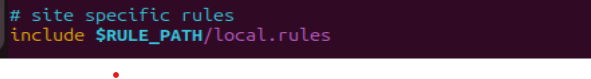 # site specific rules
include $RULE_PATH/local.rules